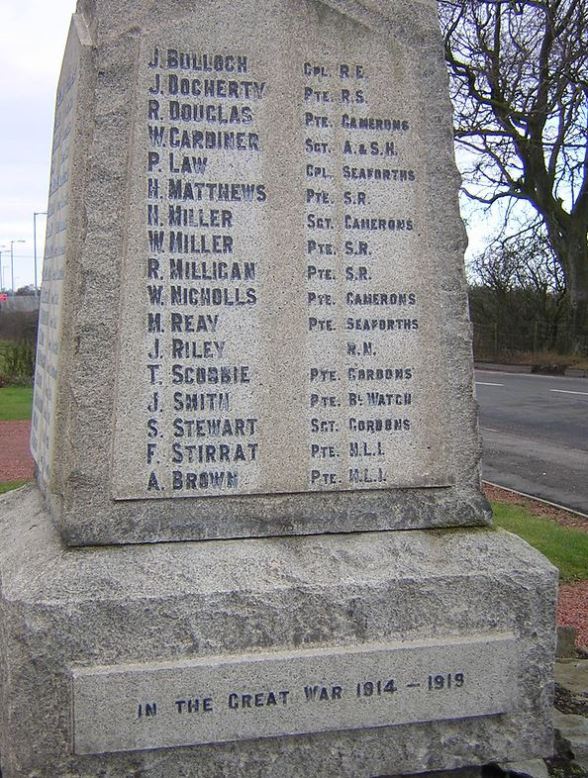 J. BULLOCH CPL. R.E.
J. DOCHERTY PTE. R.S.
R. DOUGLAS PTE. CAMERONS
W. GARDINER SGT. A. & S.H.
P. LAW CPL. SEAFORTHS
H. MATTHEWS PTE. S.R.
H. MILLER SGT. CAMERONS
W. MILLER PTE. S.R.
R. MILLIGAN PTE. S.R.
W. NICHOLLS PTE. CAMERONS
M. REAY PTE. SEAFORTHS
J. RILEY R.N.
T. SCOBBIE PTE. GORDONS
J. SMITH PTE. BK. WATCH
S. STEWART SGT. GORDONS
F. STIRRAT PTE. H.L.I.
A. BROWN PTE. H.L.I.
IN THE GREAT WAR 1914 - 1919